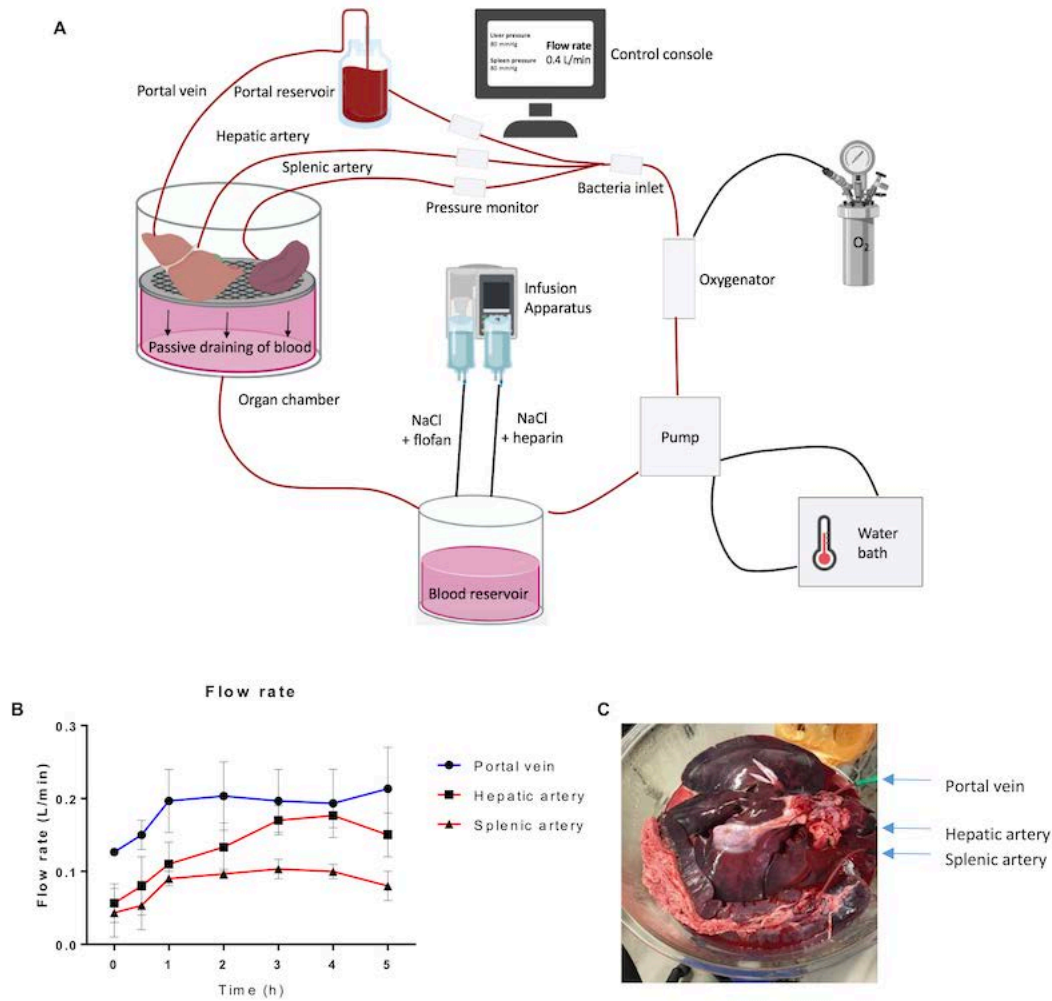 A
Liver pressure
80 mmHg
Spleen pressure
80 mmHg
Flow rate
0.4 L/min
Control console
Portal vein
Portal reservoir
Hepatic artery
Splenic artery
Pressure monitor
Bacteria inlet
O2
Oxygenator
Infusion
Apparatus
Passive draining of blood
Organ chamber
NaCl
+ flofan
NaCl
+ heparin
Pump
Water
bath
Blood reservoir
B
Flow rate
0.3
0.2
0.1
0.0
Flow rate (L/min)
0 1 2 3 4 5
Time (h)
Portal vein
Hepatic artery
Splenic artery
C
Portal vein
Hepatic artery
Splenic artery